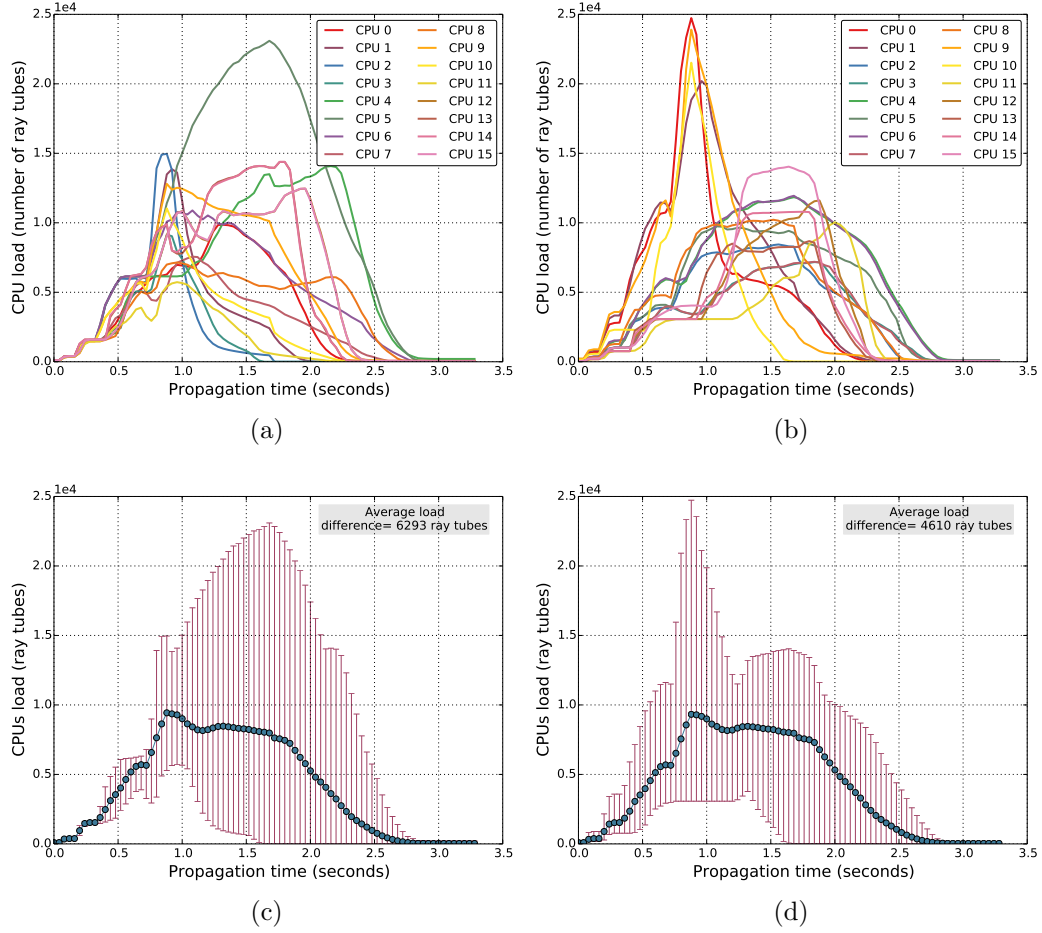 1e4
2.5
2.0
1.5
1.0
0.5
0.0
CPU load (number of ray tubes)
CPU 0
CPU 1
CPU 2
CPU 3
CPU 4
CPU 5
CPU 6
CPU 7
CPU 8
CPU 9
CPU 10
CPU 11
CPU 12
CPU 13
CPU 14
CPU 15
0.0 0.5 1.0 1.5 2.0 2.5 3.0 3.5
Propagation time (seconds)
(a)
1e4
2.5
2.0
1.5
1.0
0.5
0.0
CPU load (number of ray tubes)
CPU 0
CPU 1
CPU 2
CPU 3
CPU 4
CPU 5
CPU 6
CPU 7
CPU 8
CPU 9
CPU 10
CPU 11
CPU 12
CPU 13
CPU 14
CPU 15
0.0 0.5 1.0 1.5 2.0 2.5 3.0 3.5
Propagation time (seconds)
(b)
1e4
2.5
2.0
1.5
1.0
0.5
0.0
CPUs load (ray tubes)
Average load
difference= 6293 ray tubes
0.0 0.5 1.0 1.5 2.0 2.5 3.0 3.5
Propagation time (seconds)
(c)
1e4
2.5
2.0
1.5
1.0
0.5
0.0
CPUs load (ray tubes)
Average load
difference= 4610 ray tubes
0.0 0.5 1.0 1.5 2.0 2.5 3.0 3.5
Propagation time (seconds)
(d)